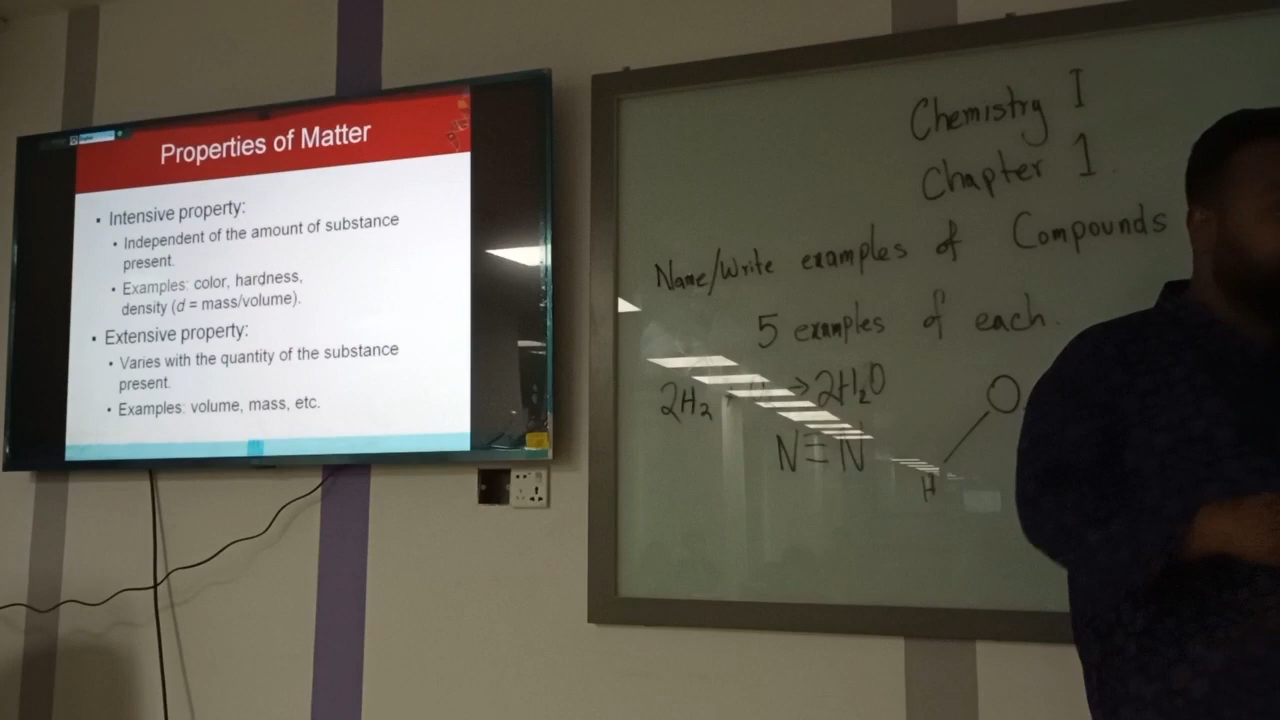 Properties of Matter
▪ Intensive property:
• Independent of the amount of substance
present.
• Examples: color, hardness,
density (d = mass/volume).
▪ Extensive property:
• Varies with the quantity of the substance
present.
• Examples: volume, mass, etc.
Chemistry I
Chapter 1
Name/Write examples of Compounds
5 examples of each.
2H₂ + → 2H₂O
N≡N
O
H